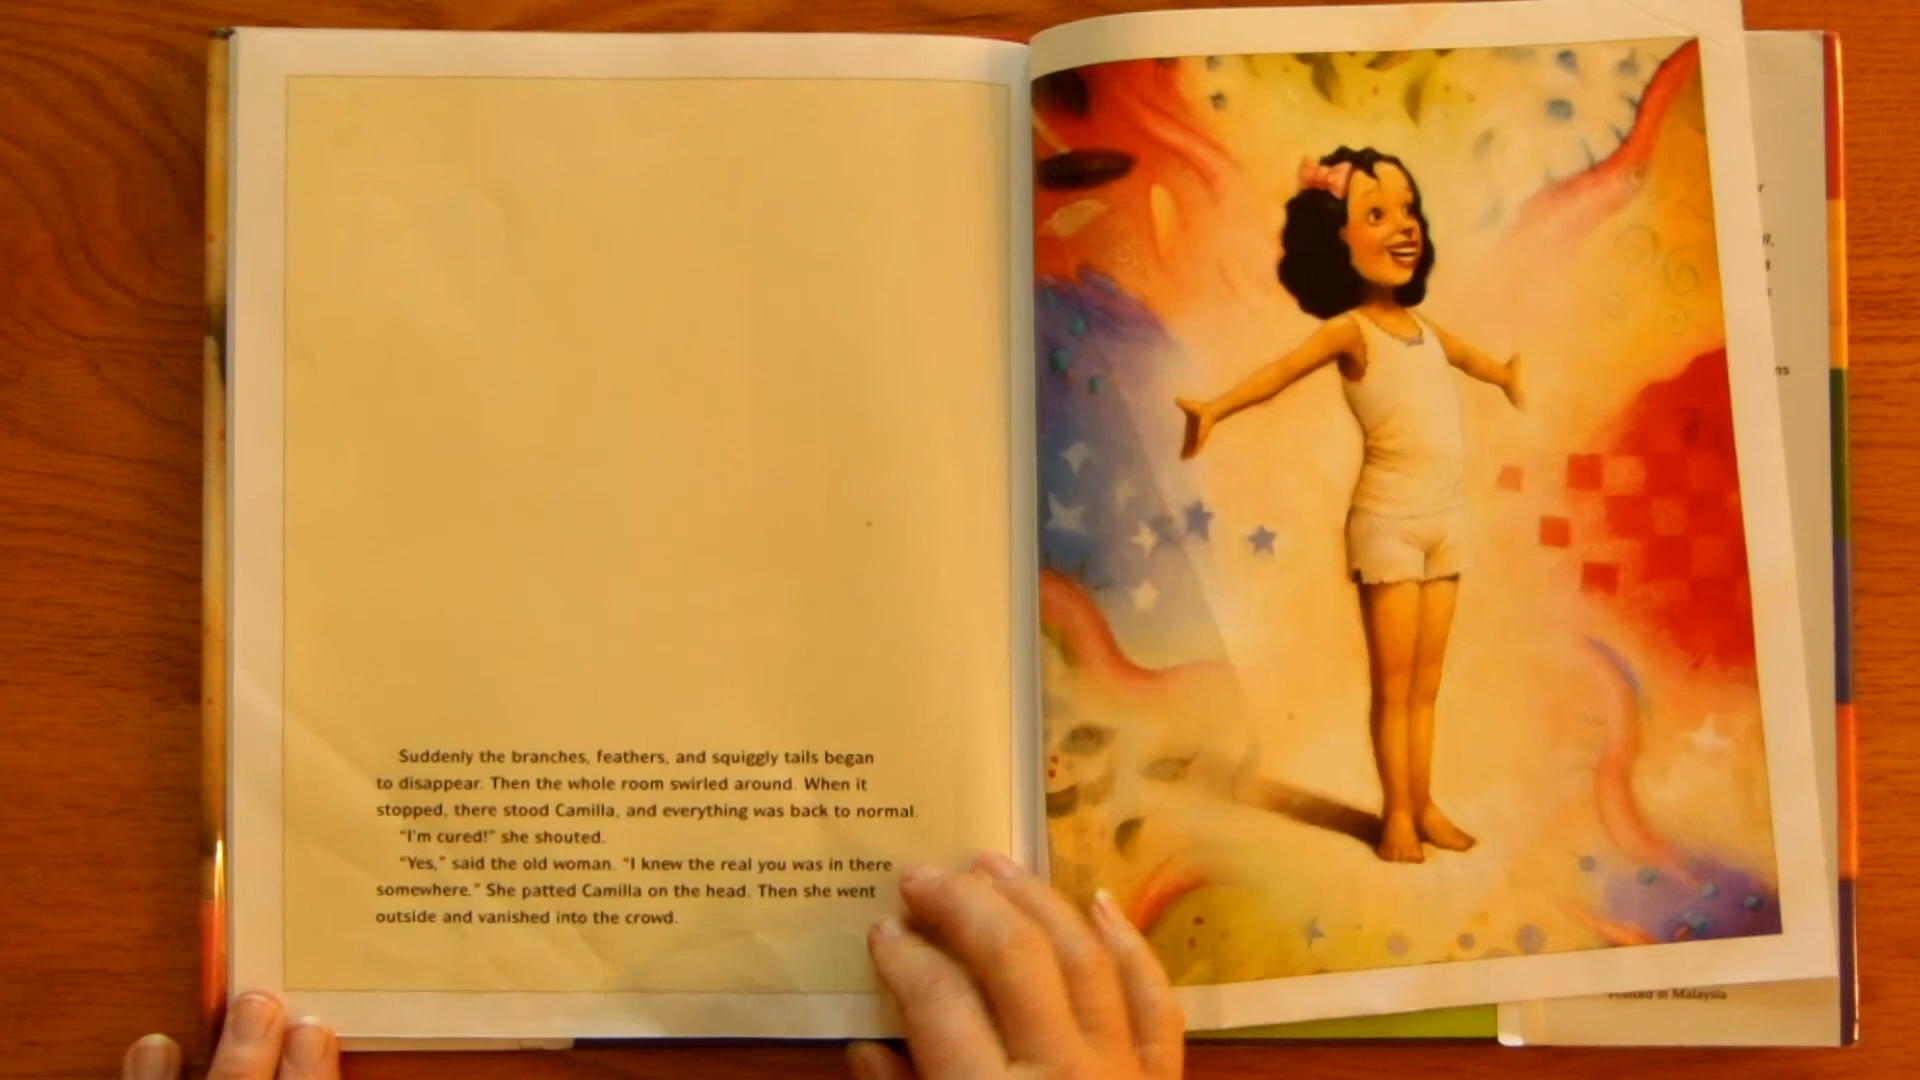 Suddenly the branches, feathers, and squiggly tails began
to disappear. Then the whole room swirled around. When it
stopped, there stood Camilla, and everything was back to normal.
"I'm cured!" she shouted.
"Yes," said the old woman. "I knew the real you was in there
somewhere." She patted Camilla on the head. Then she went
outside and vanished into the crowd.
Printed in Malaysia